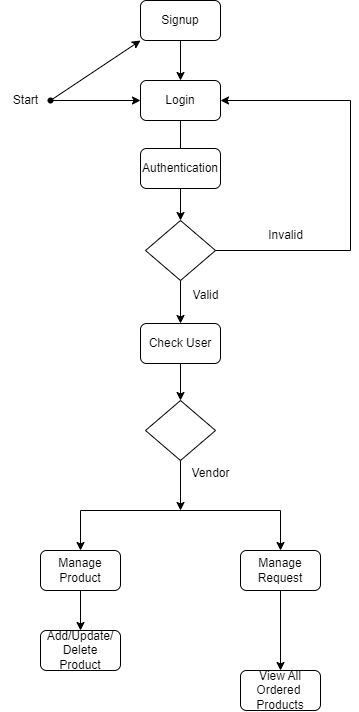 Signup
Start
Login
Authentication
Invalid
Valid
Check User
Vendor
Manage
Product
Manage
Request
Add/Update/
Delete
Product
View All
Ordered
Products